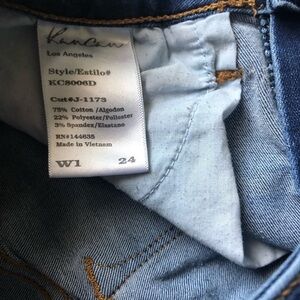 KanCan
Los Angeles
Style/Estilo#
KC8006D
Cut#J-1173
75% Cotton/Algodon
22% Polyester/Poliester
3% Spandex/Elastano
RN#144635
Made in Vietnam
W1 24